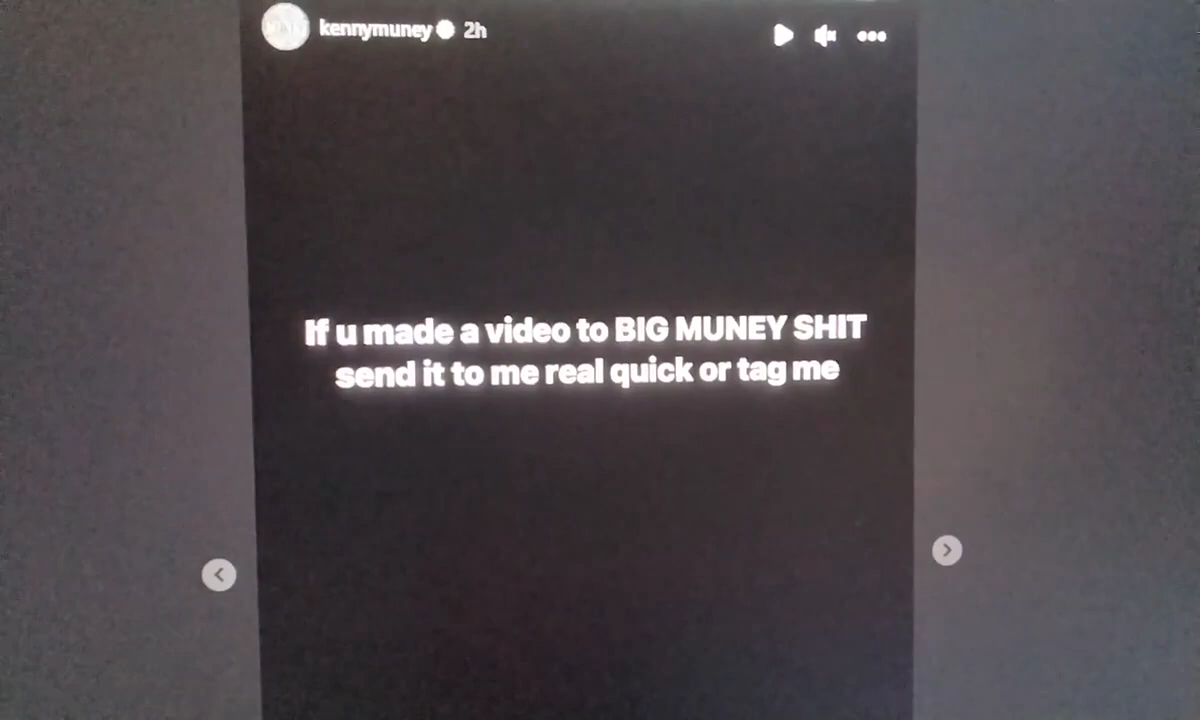 kennymuney 2h
If u made a video to BIG MUNEY SHIT
send it to me real quick or tag me